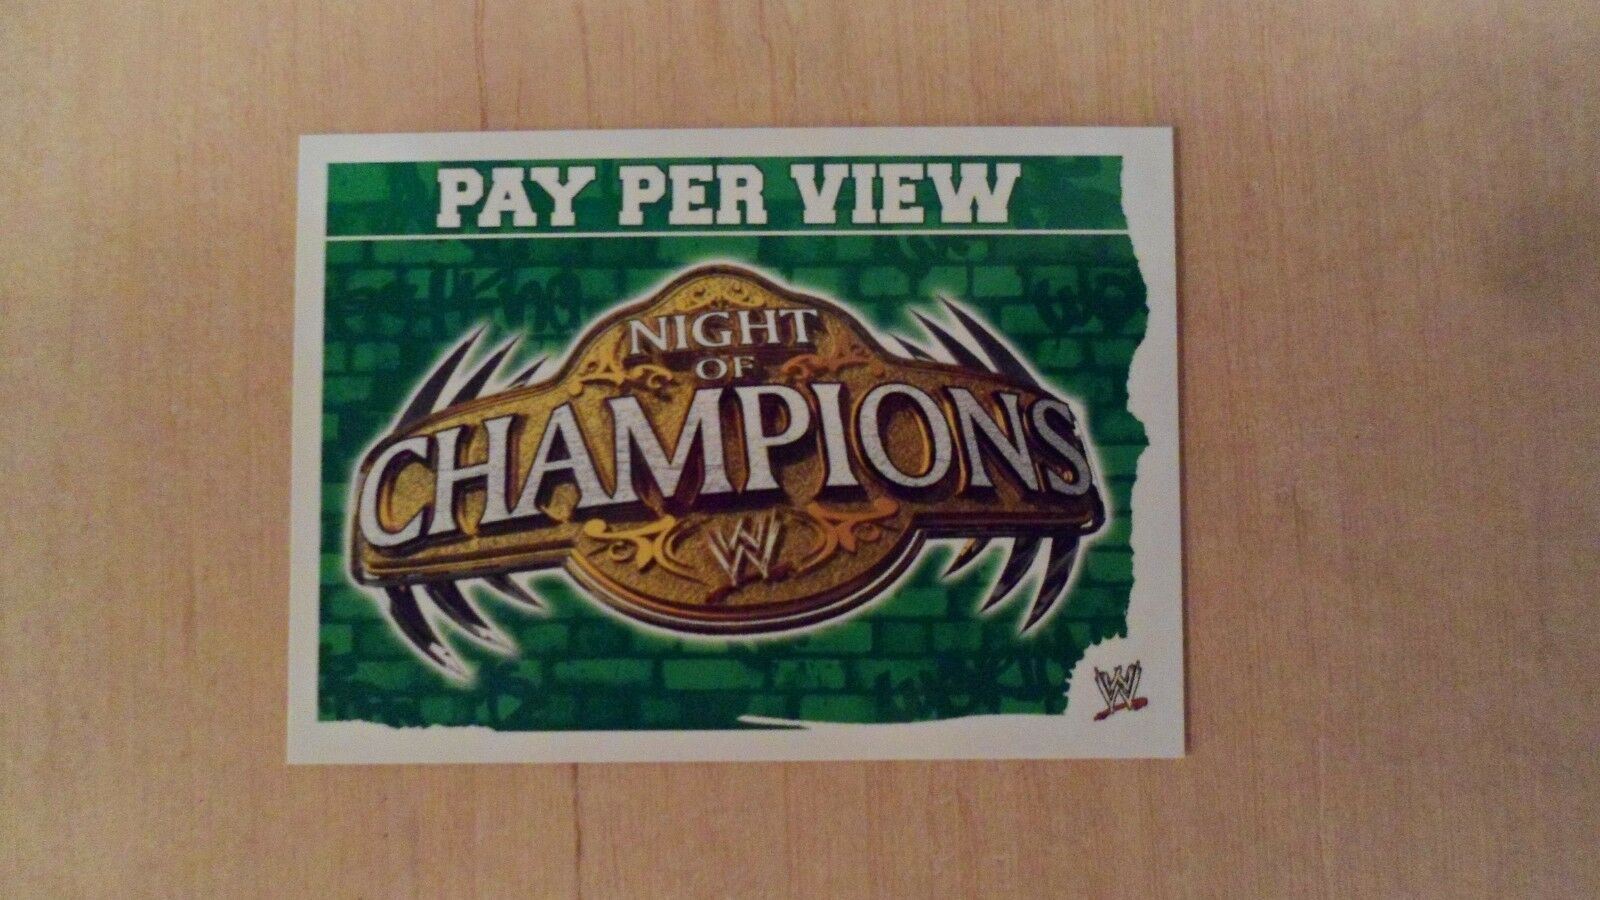 PAY PER VIEW
NIGHT
OF
CHAMPIONS
W
W